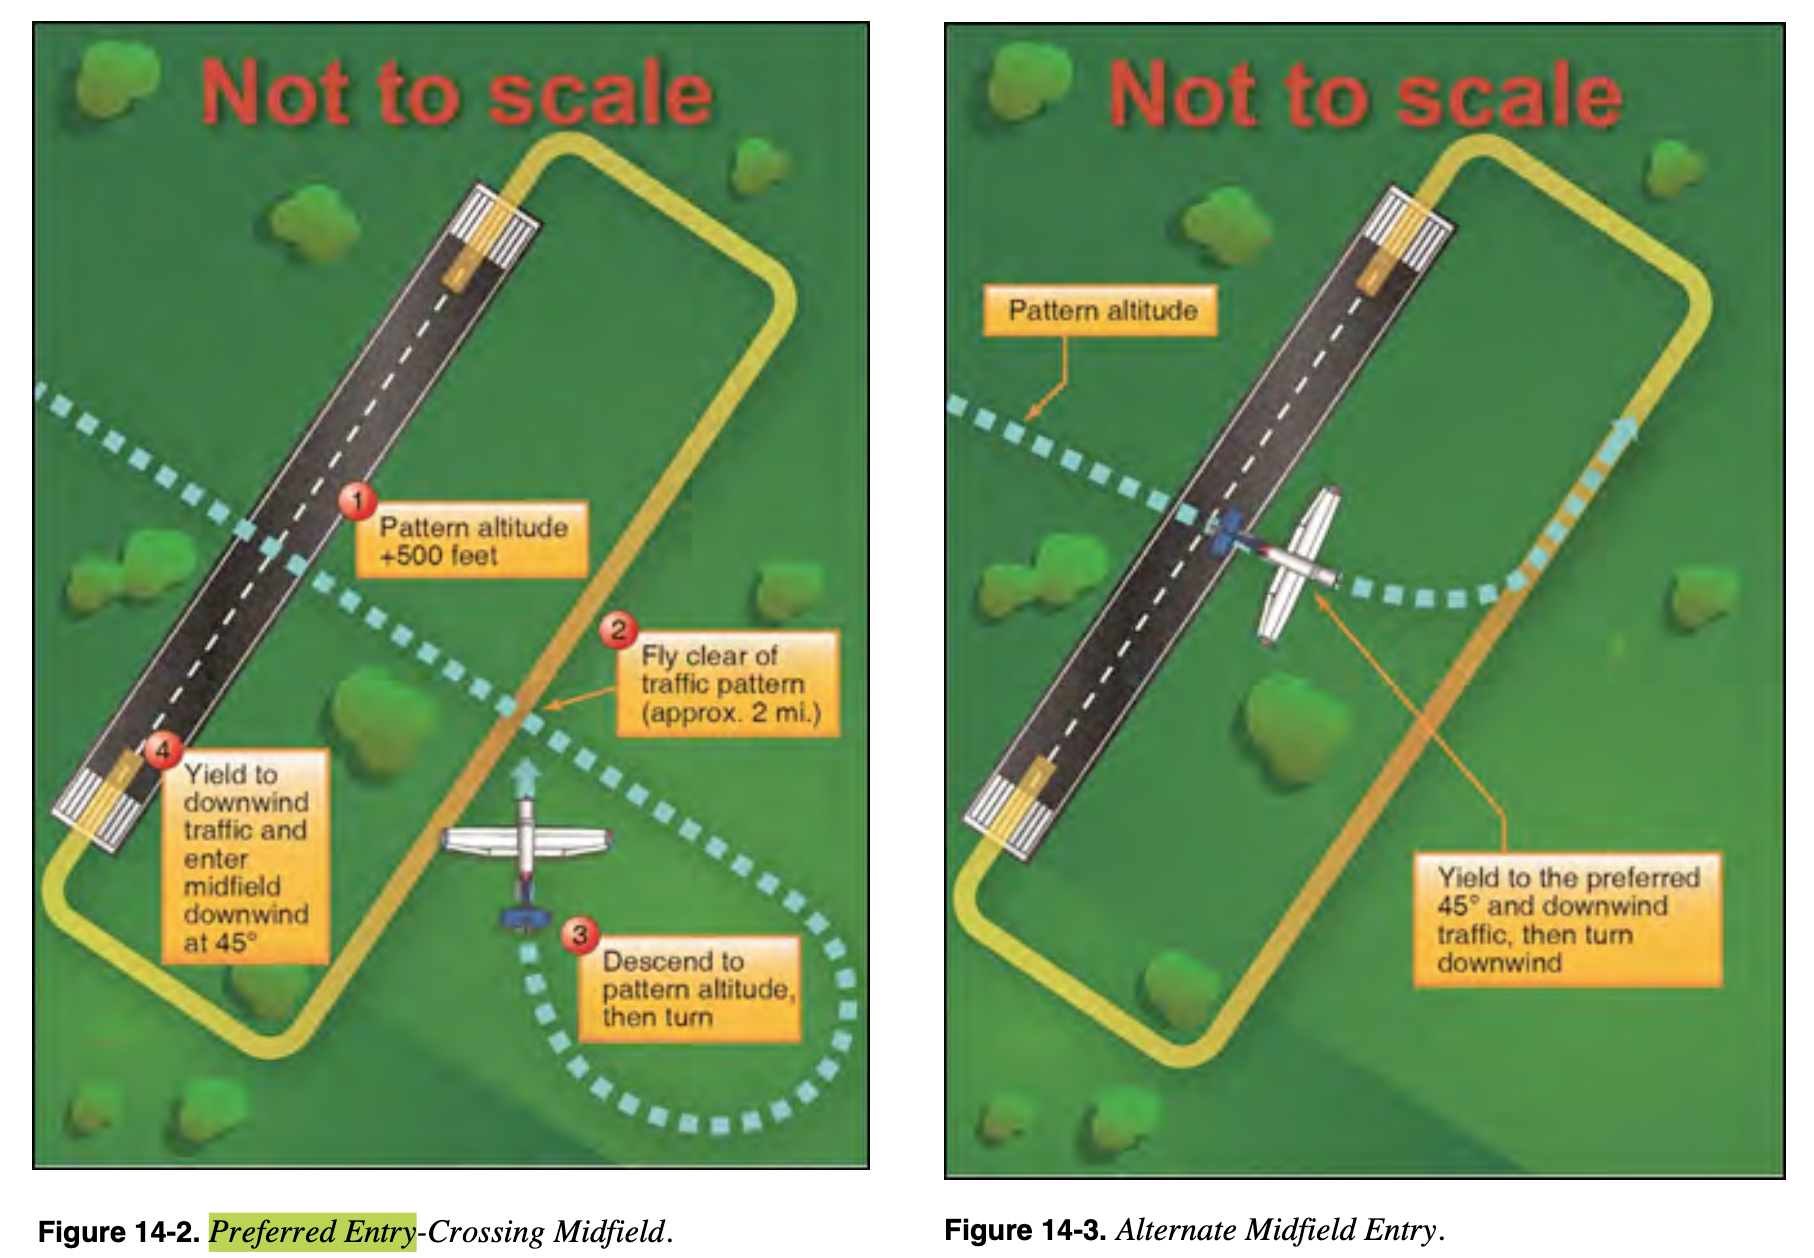 Not to scale
1
Pattern altitude
+500 feet
2
Fly clear of
traffic pattern
(approx. 2 mi.)
4
Yield to
downwind
traffic and
enter
midfield
downwind
at 45°
3
Descend to
pattern altitude,
then turn
Figure 14-2. Preferred Entry-Crossing Midfield.
Not to scale
Pattern altitude
Yield to the preferred
45° and downwind
traffic, then turn
downwind
Figure 14-3. Alternate Midfield Entry.